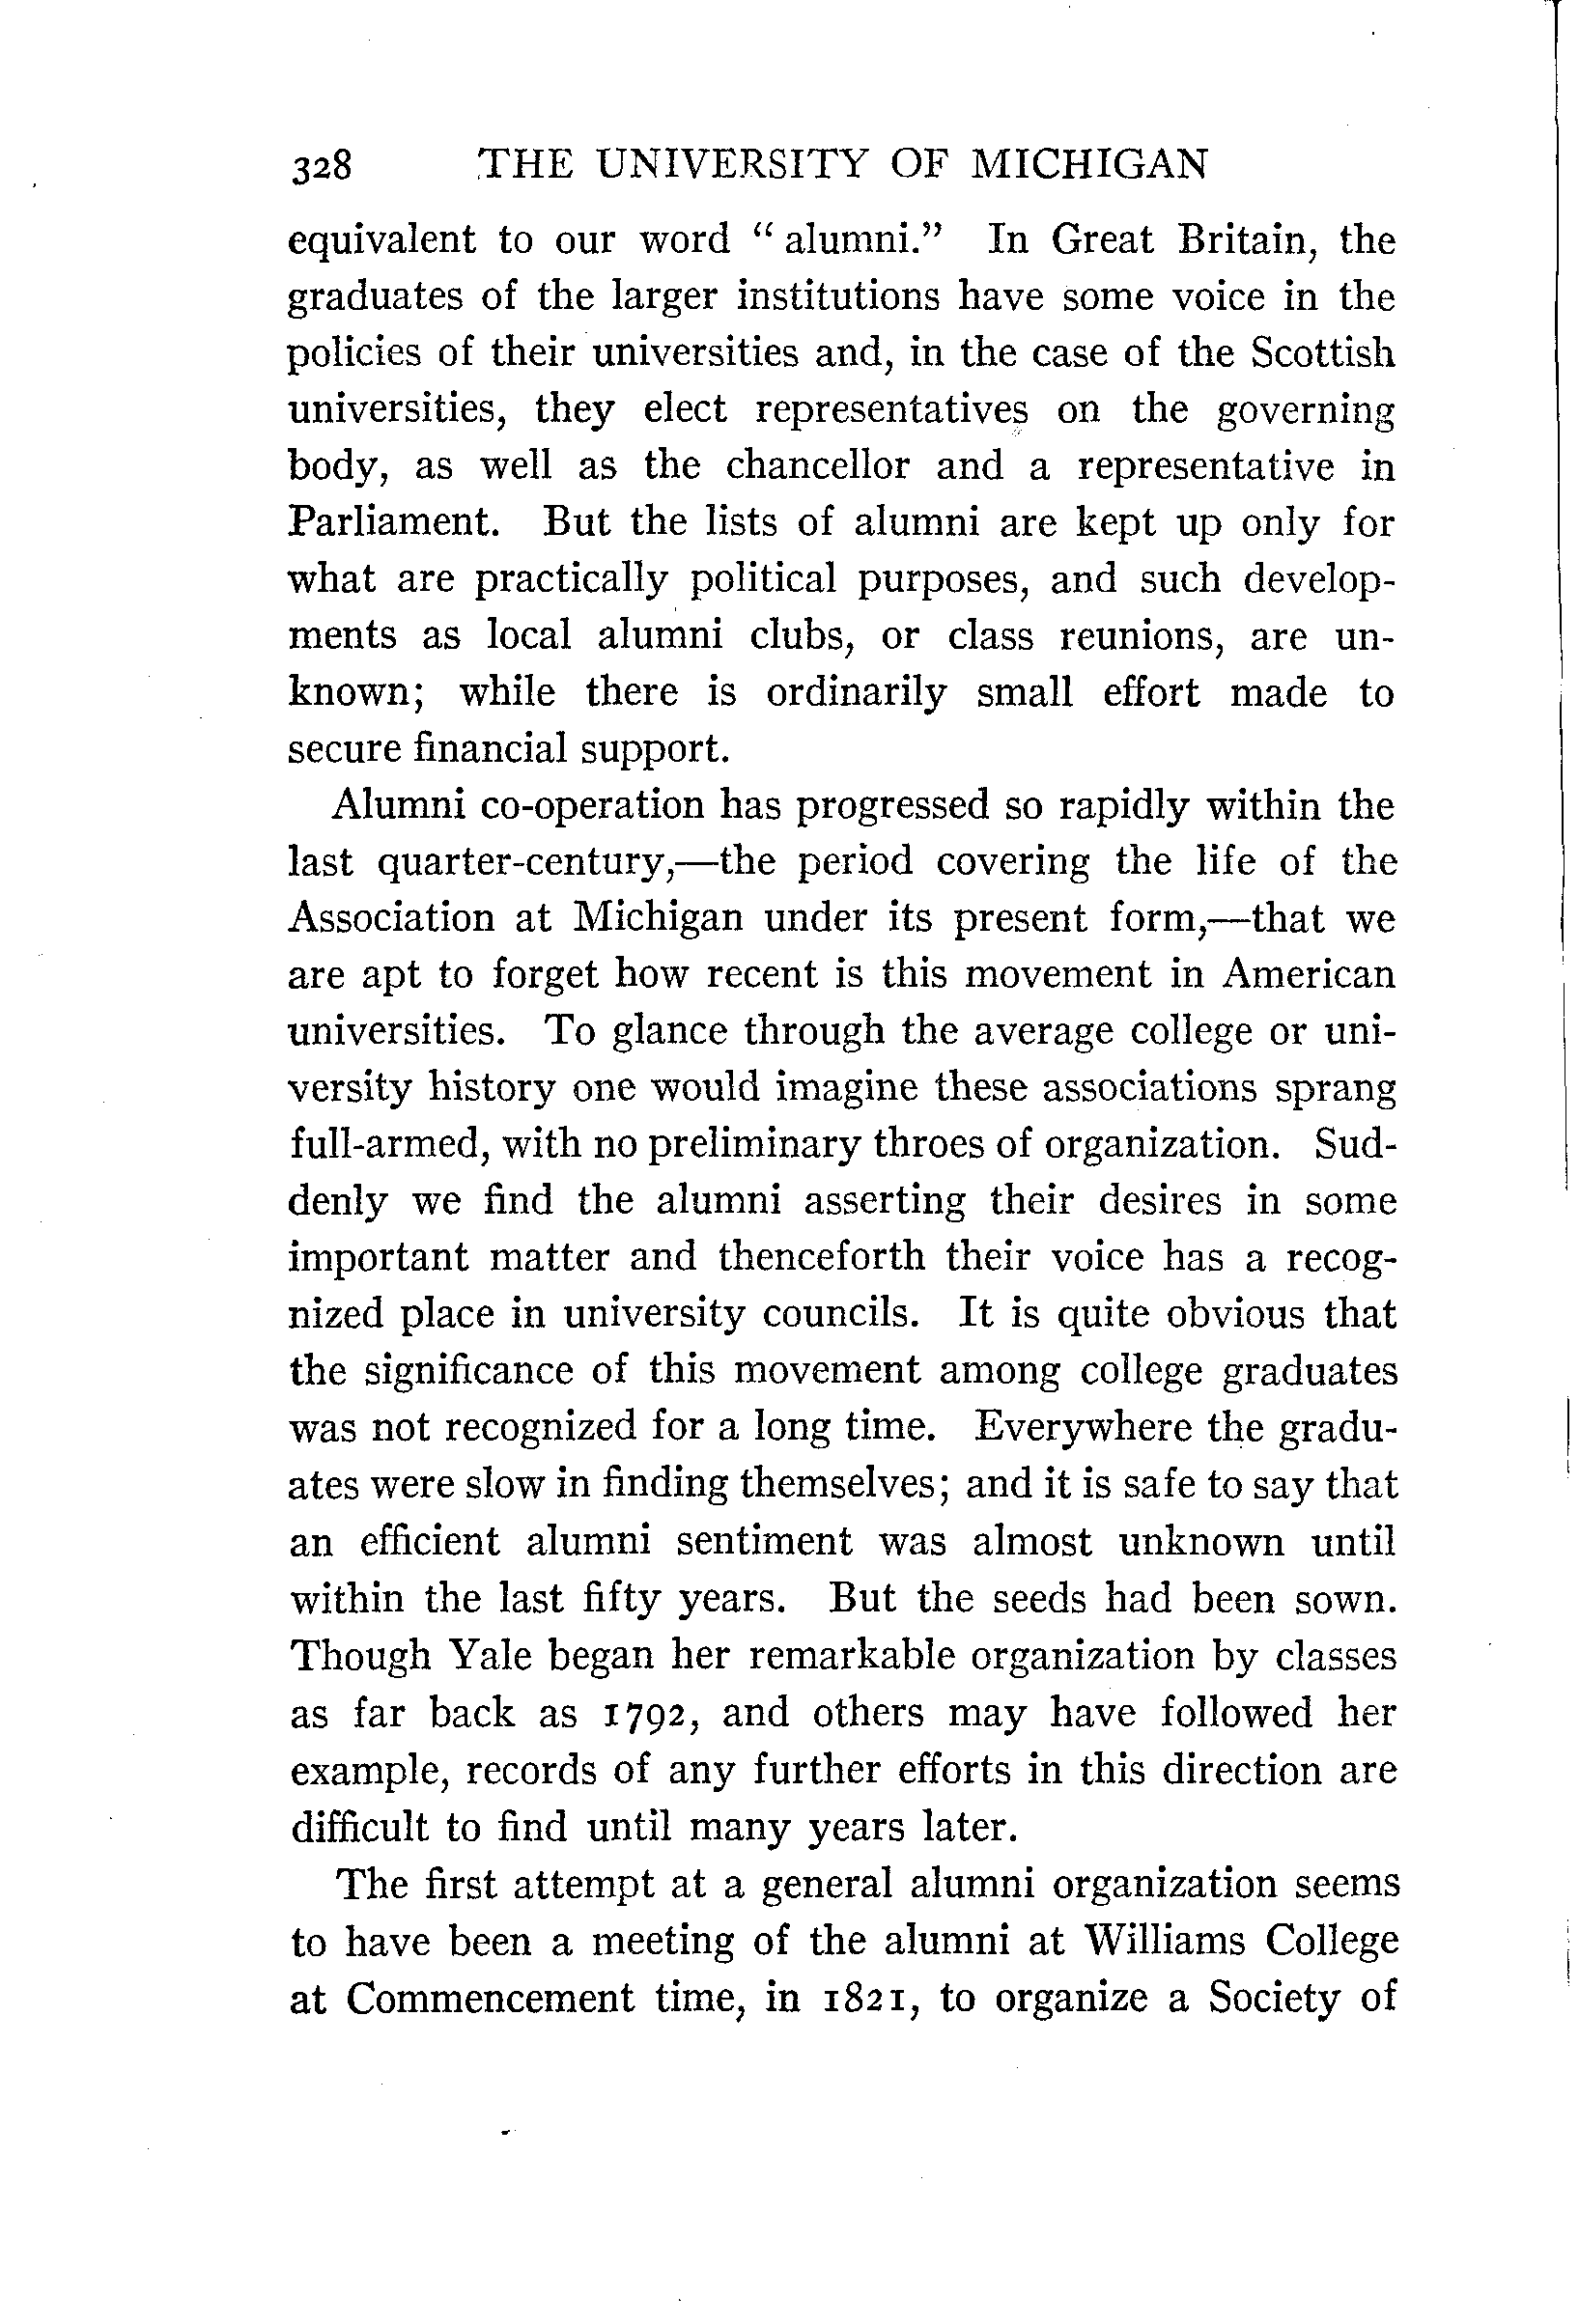 328 THE UNIVERSITY OF MICHIGAN
equivalent to our word " alumni." In Great Britain, the
graduates of the larger institutions have some voice in the
policies of their universities and, in the case of the Scottish
universities, they elect representatives on the governing
body, as well as the chancellor and a representative in
Parliament. But the lists of alumni are kept up only for
what are practically political purposes, and such develop-
ments as local alumni clubs, or class reunions, are un-
known; while there is ordinarily small effort made to
secure financial support.
Alumni co-operation has progressed so rapidly within the
last quarter-century,—the period covering the life of the
Association at Michigan under its present form,—that we
are apt to forget how recent is this movement in American
universities. To glance through the average college or uni-
versity history one would imagine these associations sprang
full-armed, with no preliminary throes of organization. Sud-
denly we find the alumni asserting their desires in some
important matter and thenceforth their voice has a recog-
nized place in university councils. It is quite obvious that
the significance of this movement among college graduates
was not recognized for a long time. Everywhere the gradu-
ates were slow in finding themselves; and it is safe to say that
an efficient alumni sentiment was almost unknown until
within the last fifty years. But the seeds had been sown.
Though Yale began her remarkable organization by classes
as far back as 1792, and others may have followed her
example, records of any further efforts in this direction are
difficult to find until many years later.
The first attempt at a general alumni organization seems
to have been a meeting of the alumni at Williams College
at Commencement time, in 1821, to organize a Society of